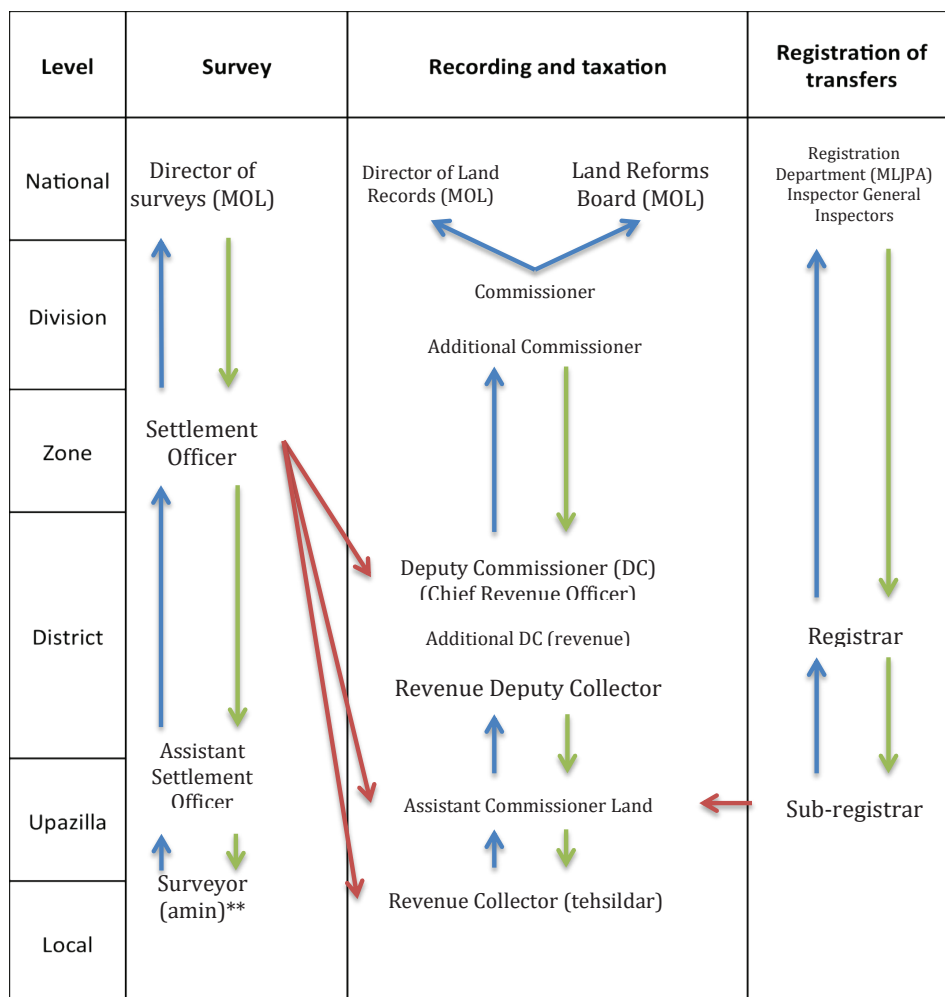 Level
Survey
Recording and taxation
Registration of
transfers
National
Director of
surveys (MOL)
Director of Land
Records (MOL)
Land Reforms
Board (MOL)
Registration
Department (MLJPA)
Inspector General
Inspectors
Division
Commissioner
Additional Commissioner
Zone
Settlement
Officer
District
Deputy Commissioner (DC)
(Chief Revenue Officer)
Additional DC (revenue)
Revenue Deputy Collector
Registrar
Upazilla
Assistant
Settlement
Officer
Assistant Commissioner Land
Sub-registrar
Local
Surveyor
(amin)**
Revenue Collector (tehsildar)